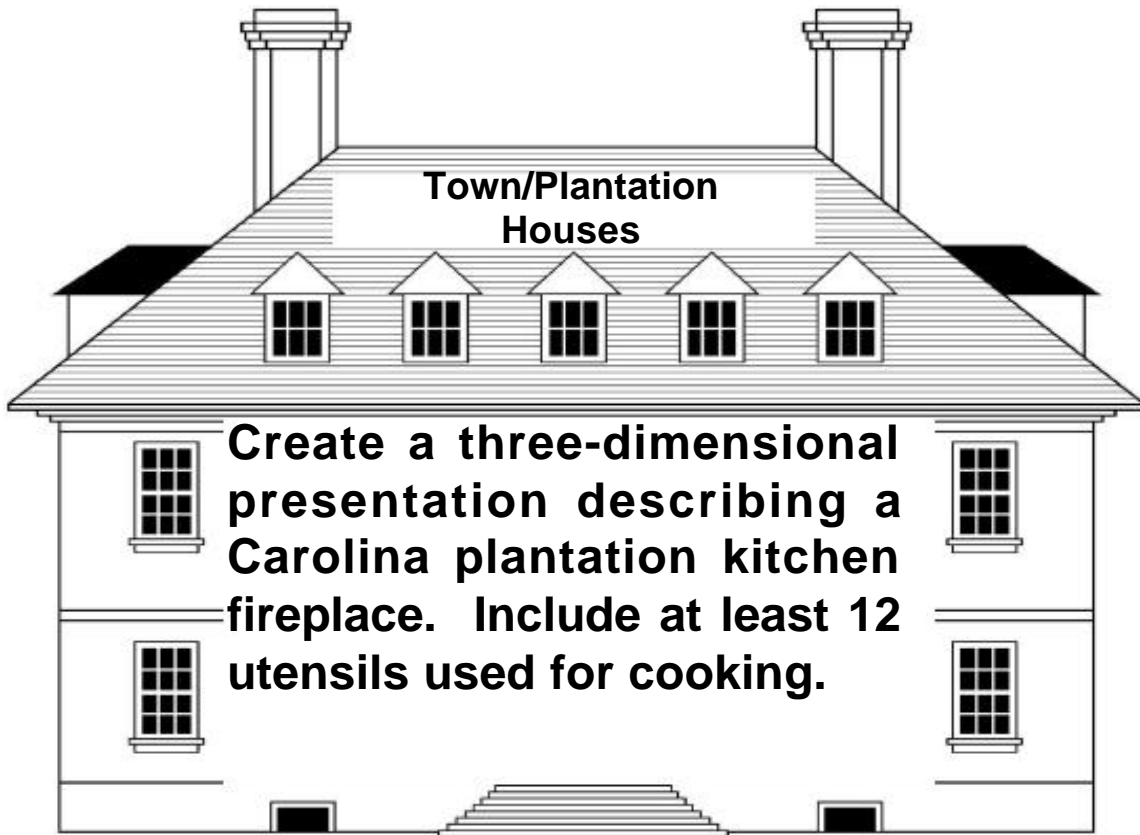 Town/Plantation
Houses
Create a three-dimensional
presentation describing a
Carolina plantation kitchen
fireplace. Include at least 12
utensils used for cooking.